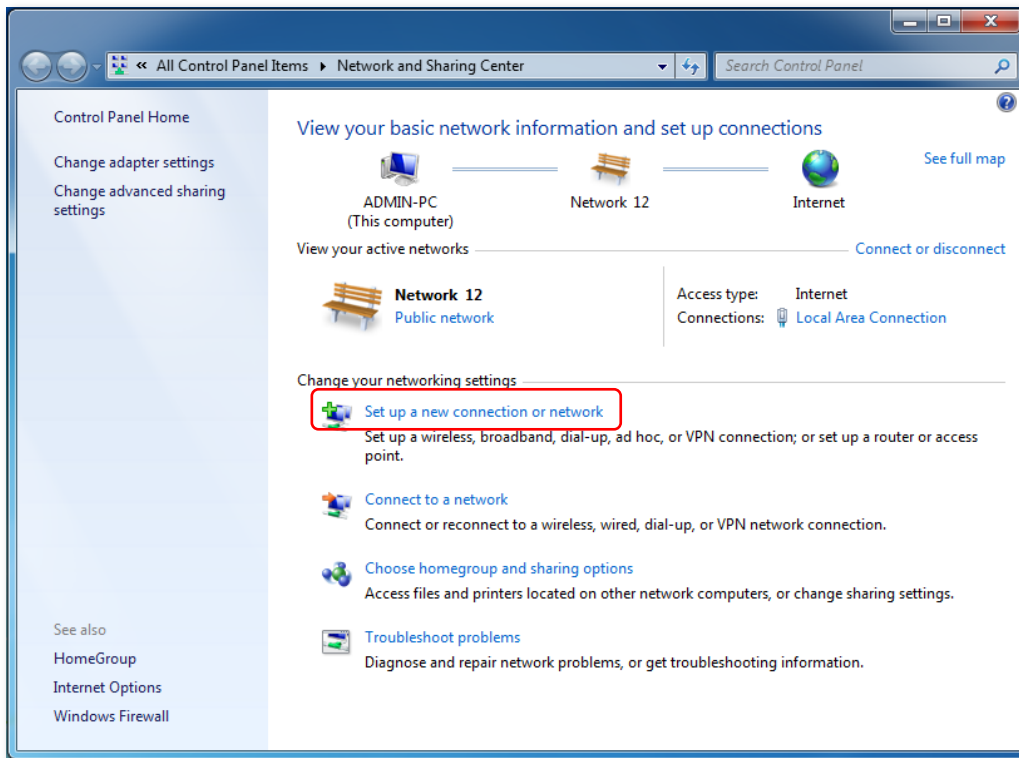 « All Control Panel Items ▸ Network and Sharing Center
Search Control Panel
Control Panel Home
Change adapter settings
Change advanced sharing
settings
View your basic network information and set up connections
See full map
ADMIN-PC
(This computer)
Network 12
Internet
View your active networks
Connect or disconnect
Network 12
Public network
Access type: Internet
Connections: Local Area Connection
Change your networking settings
Set up a new connection or network
Set up a wireless, broadband, dial-up, ad hoc, or VPN connection; or set up a router or access
point.
Connect to a network
Connect or reconnect to a wireless, wired, dial-up, or VPN network connection.
Choose homegroup and sharing options
Access files and printers located on other network computers, or change sharing settings.
Troubleshoot problems
Diagnose and repair network problems, or get troubleshooting information.
See also
HomeGroup
Internet Options
Windows Firewall